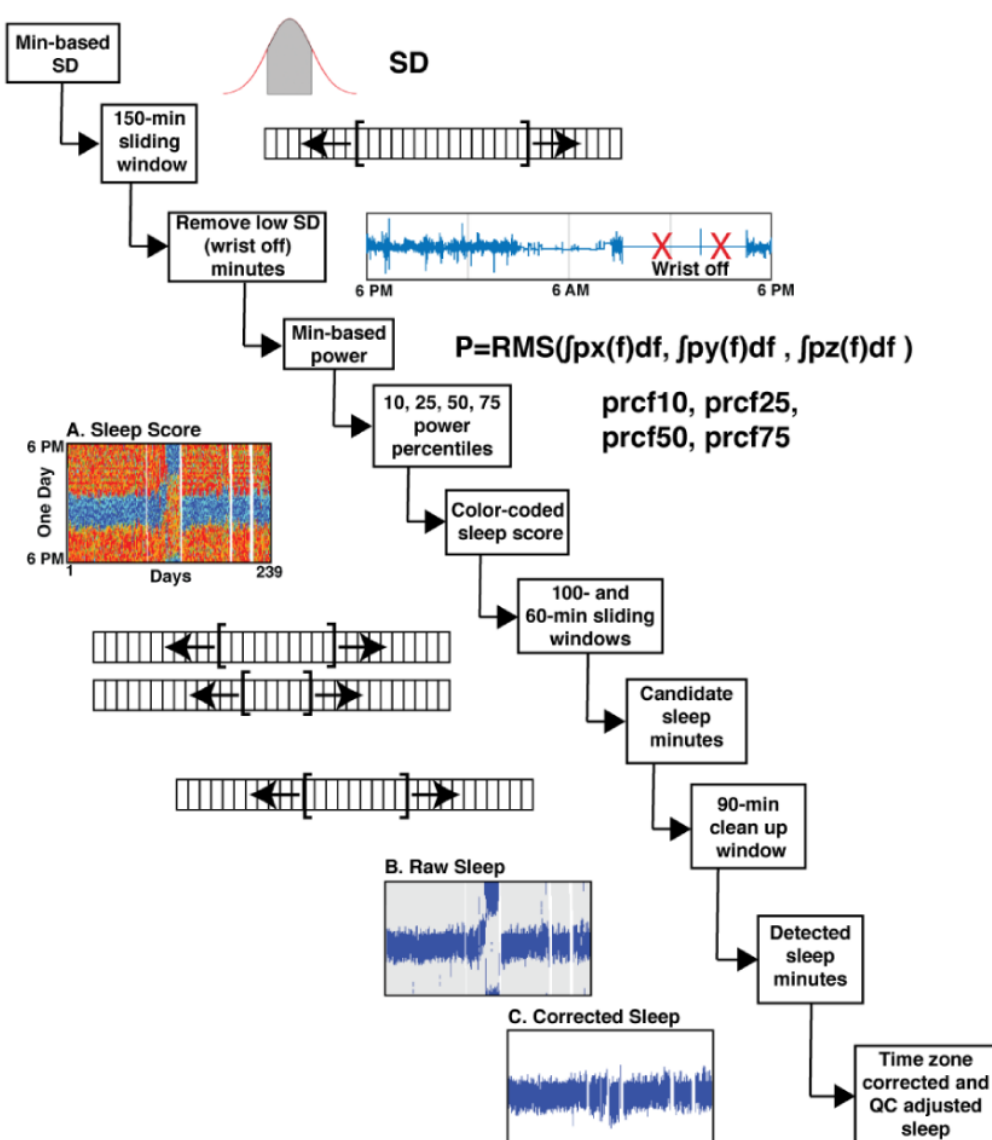 Min-based
SD
SD
150-min
sliding
window
Remove low SD
(wrist off)
minutes
Wrist off
6 PM
6 AM
6 PM
Min-based
power
P=RMS(∫px(f)df, ∫py(f)df , ∫pz(f)df )
10, 25, 50, 75
power
percentiles
prcf10, prcf25,
prcf50, prcf75
A. Sleep Score
6 PM
One Day
6 PM
1
Days
239
Color-coded
sleep score
100- and
60-min sliding
windows
Candidate
sleep
minutes
90-min
clean up
window
B. Raw Sleep
Detected
sleep
minutes
C. Corrected Sleep
Time zone
corrected and
QC adjusted
sleep